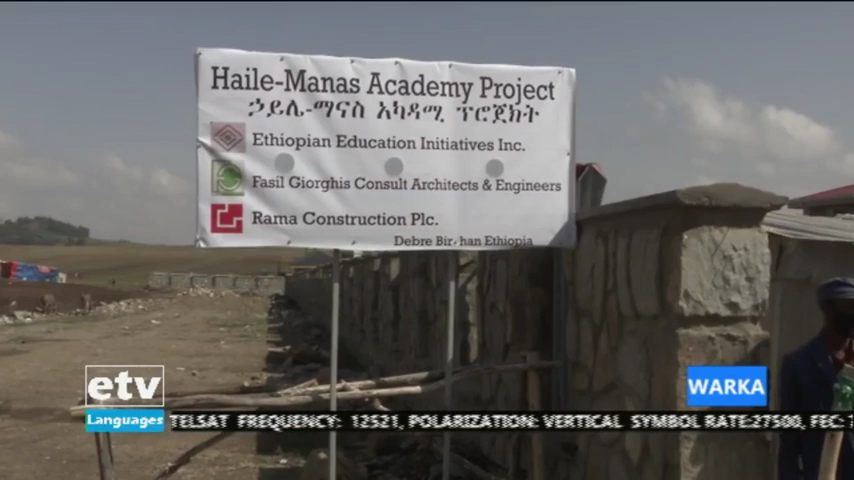 Haile-Manas Academy Project
ኃይሌ-ማናስ አካዳሚ ፕሮጀክት
Ethiopian Education Initiatives Inc.
Fasil Giorghis Consult Architects & Engineers
Rama Construction Plc.
Debre Bir han Ethiopia
etv
Languages
WARKA
TELSAT FREQUENCY: 12521, POLARIZATION: VERTICAL SYMBOL RATE:27500, FEC: